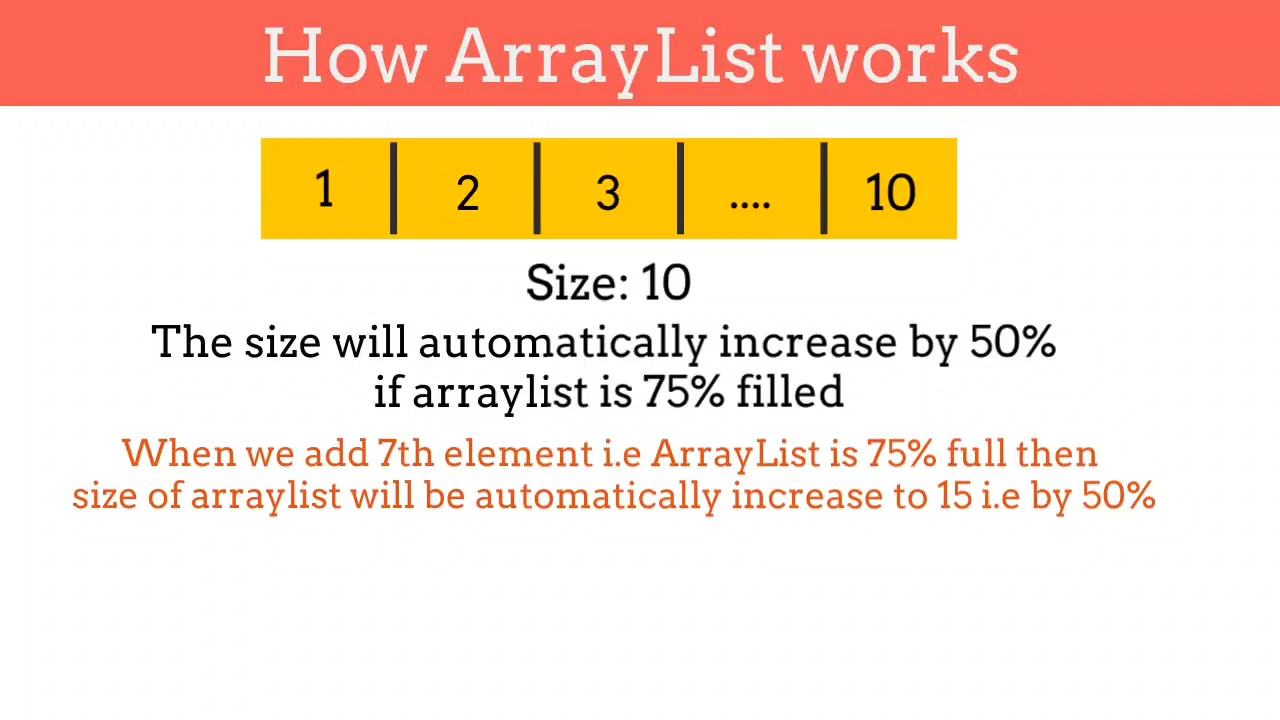 How ArrayList works
1 2 3 .... 10
Size: 10
The size will automatically increase by 50%
if arraylist is 75% filled
When we add 7th element i.e ArrayList is 75% full then
size of arraylist will be automatically increase to 15 i.e by 50%